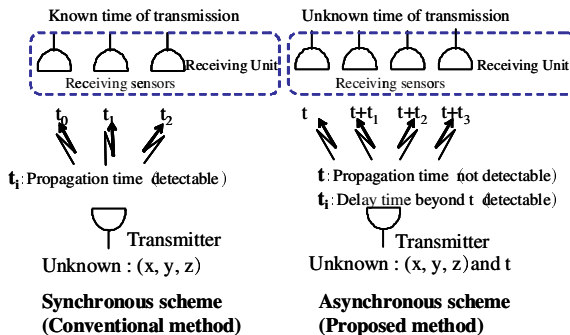 Known time of transmission
Receiving Unit
Receiving sensors
t0 t1 t2
ti:Propagation time (detectable)
Transmitter
Unknown : (x, y, z)
Synchronous scheme
(Conventional method)
Unknown time of transmission
Receiving Unit
Receiving sensors
t t+t1 t+t2 t+t3
t:Propagation time (not detectable)
ti:Delay time beyond t (detectable)
Transmitter
Unknown : (x, y, z)and t
Asynchronous scheme
(Proposed method)